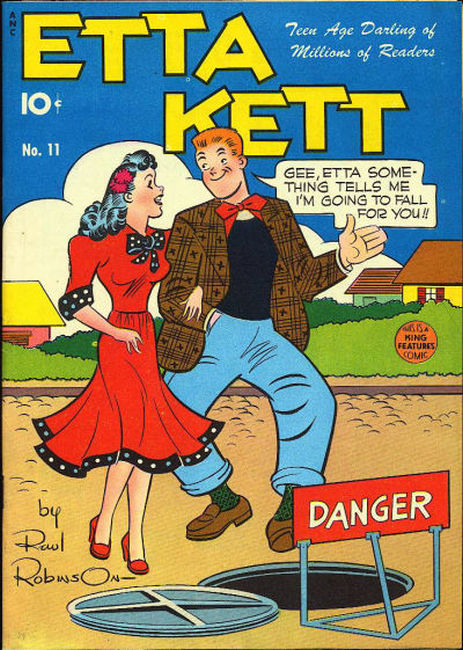 ANC
ETTA
KETT
Teen Age Darling of
Millions of Readers
10¢
No. 11
GEE, ETTA SOME-
THING TELLS ME
I'M GOING TO FALL
FOR YOU!!
THIS IS A
KING
FEATURES
COMIC
DANGER
by
Paul
Robinson